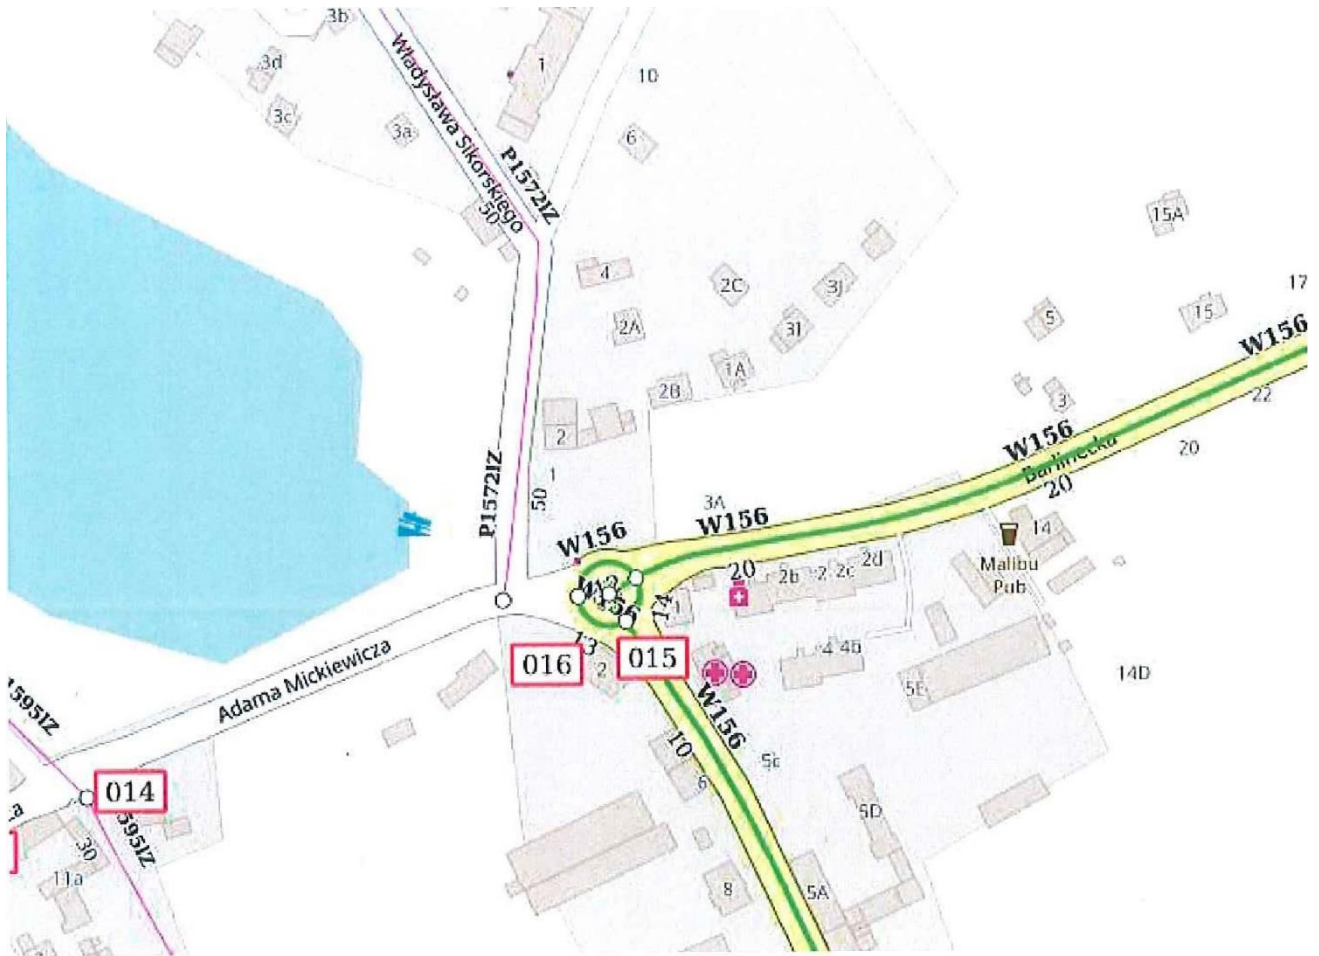 3b
3d
1
10
3c
3a
6
Władysława Sikorskiego
P1572IZ
50
15A
4
2C
3J
17
2A
3I
5
15
W156
1A
2B
3
22
2
W156
Barlinecka
20
1
P1572IZ
50
3A
W156
20
14
W156
20
2b
2c
2d
Malibu
Pub
14
1
W156
13
2
016
015
4
4b
14D
Adama Mickiewicza
5E
1595IZ
W156
10
5c
6
014
5D
595IZ
30
11a
8
5A